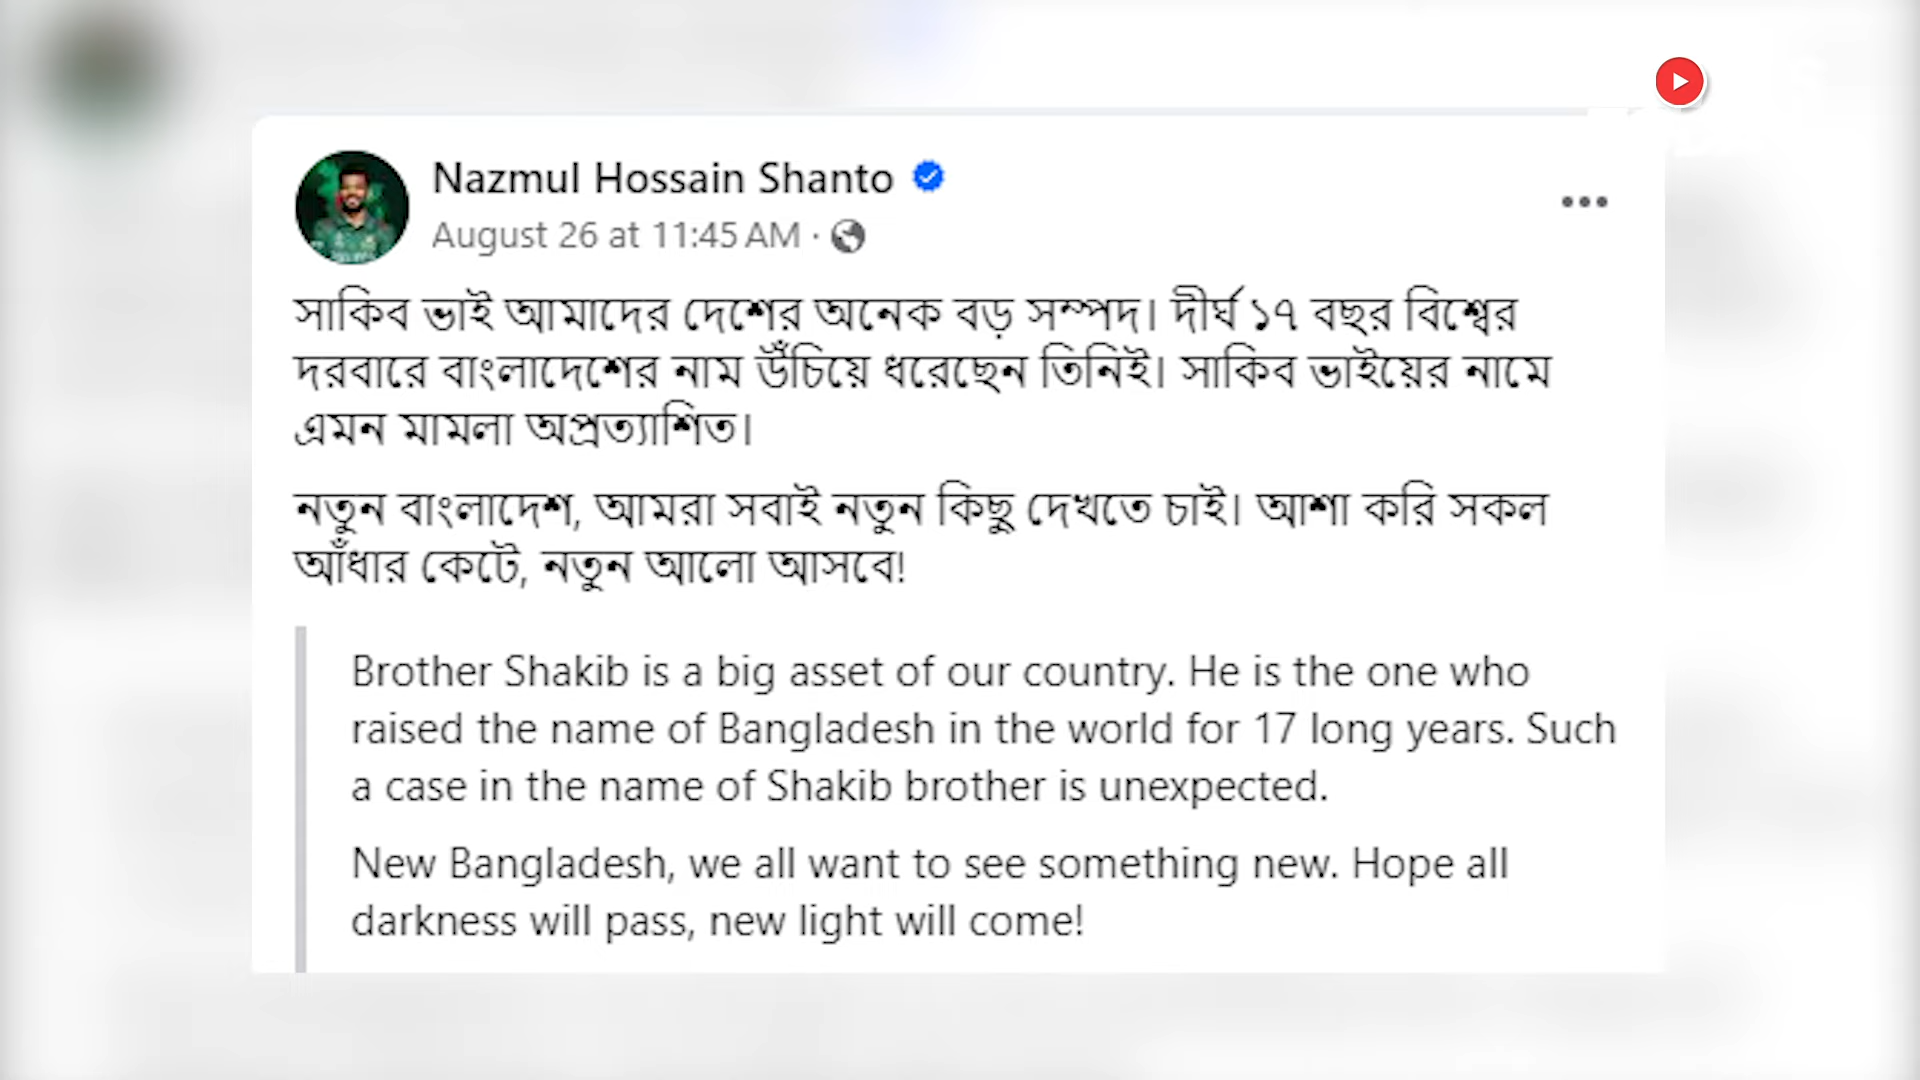 Nazmul Hossain Shanto
August 26 at 11:45 AM ·
সাকিব ভাই আমাদের দেশের অনেক বড় সম্পদ। দীর্ঘ ১৭ বছর বিশ্বের
দরবারে বাংলাদেশের নাম উঁচিয়ে ধরেছেন তিনিই। সাকিব ভাইয়ের নামে
এমন মামলা অপ্রত্যাশিত।
নতুন বাংলাদেশ, আমরা সবাই নতুন কিছু দেখতে চাই। আশা করি সকল
আঁধার কেটে, নতুন আলো আসবে!
Brother Shakib is a big asset of our country. He is the one who
raised the name of Bangladesh in the world for 17 long years. Such
a case in the name of Shakib brother is unexpected.
New Bangladesh, we all want to see something new. Hope all
darkness will pass, new light will come!